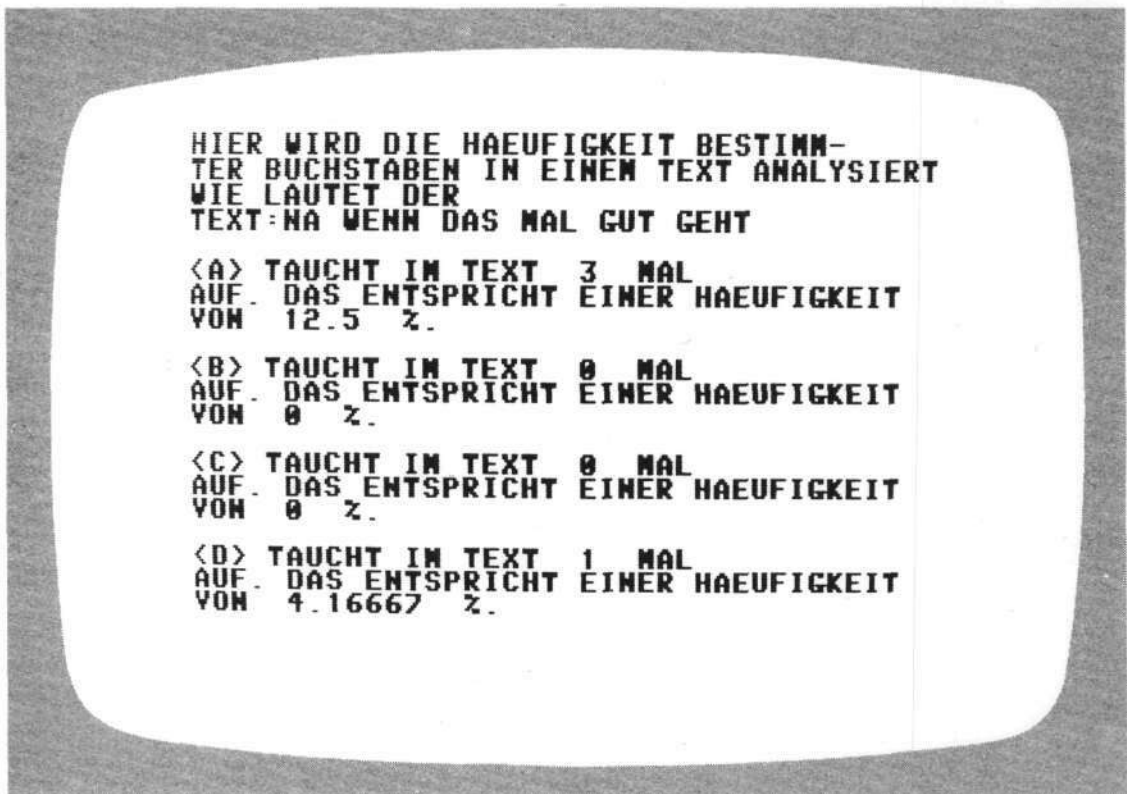 HIER WIRD DIE HAEUFIGKEIT BESTIMM-
TER BUCHSTABEN IN EINEM TEXT ANALYSIERT
WIE LAUTET DER
TEXT:NA WENN DAS MAL GUT GEHT
<A> TAUCHT IM TEXT 3 MAL
AUF. DAS ENTSPRICHT EINER HAEUFIGKEIT
VON 12.5 %.
<B> TAUCHT IM TEXT 0 MAL
AUF. DAS ENTSPRICHT EINER HAEUFIGKEIT
VON 0 %.
<C> TAUCHT IM TEXT 0 MAL
AUF. DAS ENTSPRICHT EINER HAEUFIGKEIT
VON 0 %.
<D> TAUCHT IM TEXT 1 MAL
AUF. DAS ENTSPRICHT EINER HAEUFIGKEIT
VON 4.16667 %.